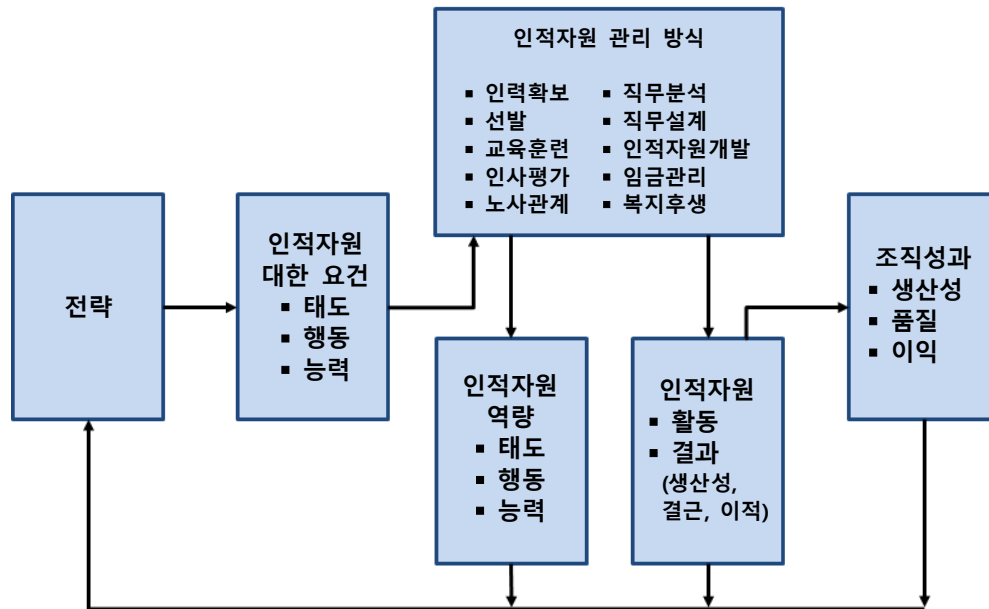 인적자원 관리 방식
▪ 인력확보
▪ 선발
▪ 교육훈련
▪ 인사평가
▪ 노사관계
▪ 직무분석
▪ 직무설계
▪ 인적자원개발
▪ 임금관리
▪ 복지후생
전략
인적자원
대한 요건
▪ 태도
▪ 행동
▪ 능력
인적자원
역량
▪ 태도
▪ 행동
▪ 능력
인적자원
▪ 활동
▪ 결과
(생산성,
결근, 이적)
조직성과
▪ 생산성
▪ 품질
▪ 이익